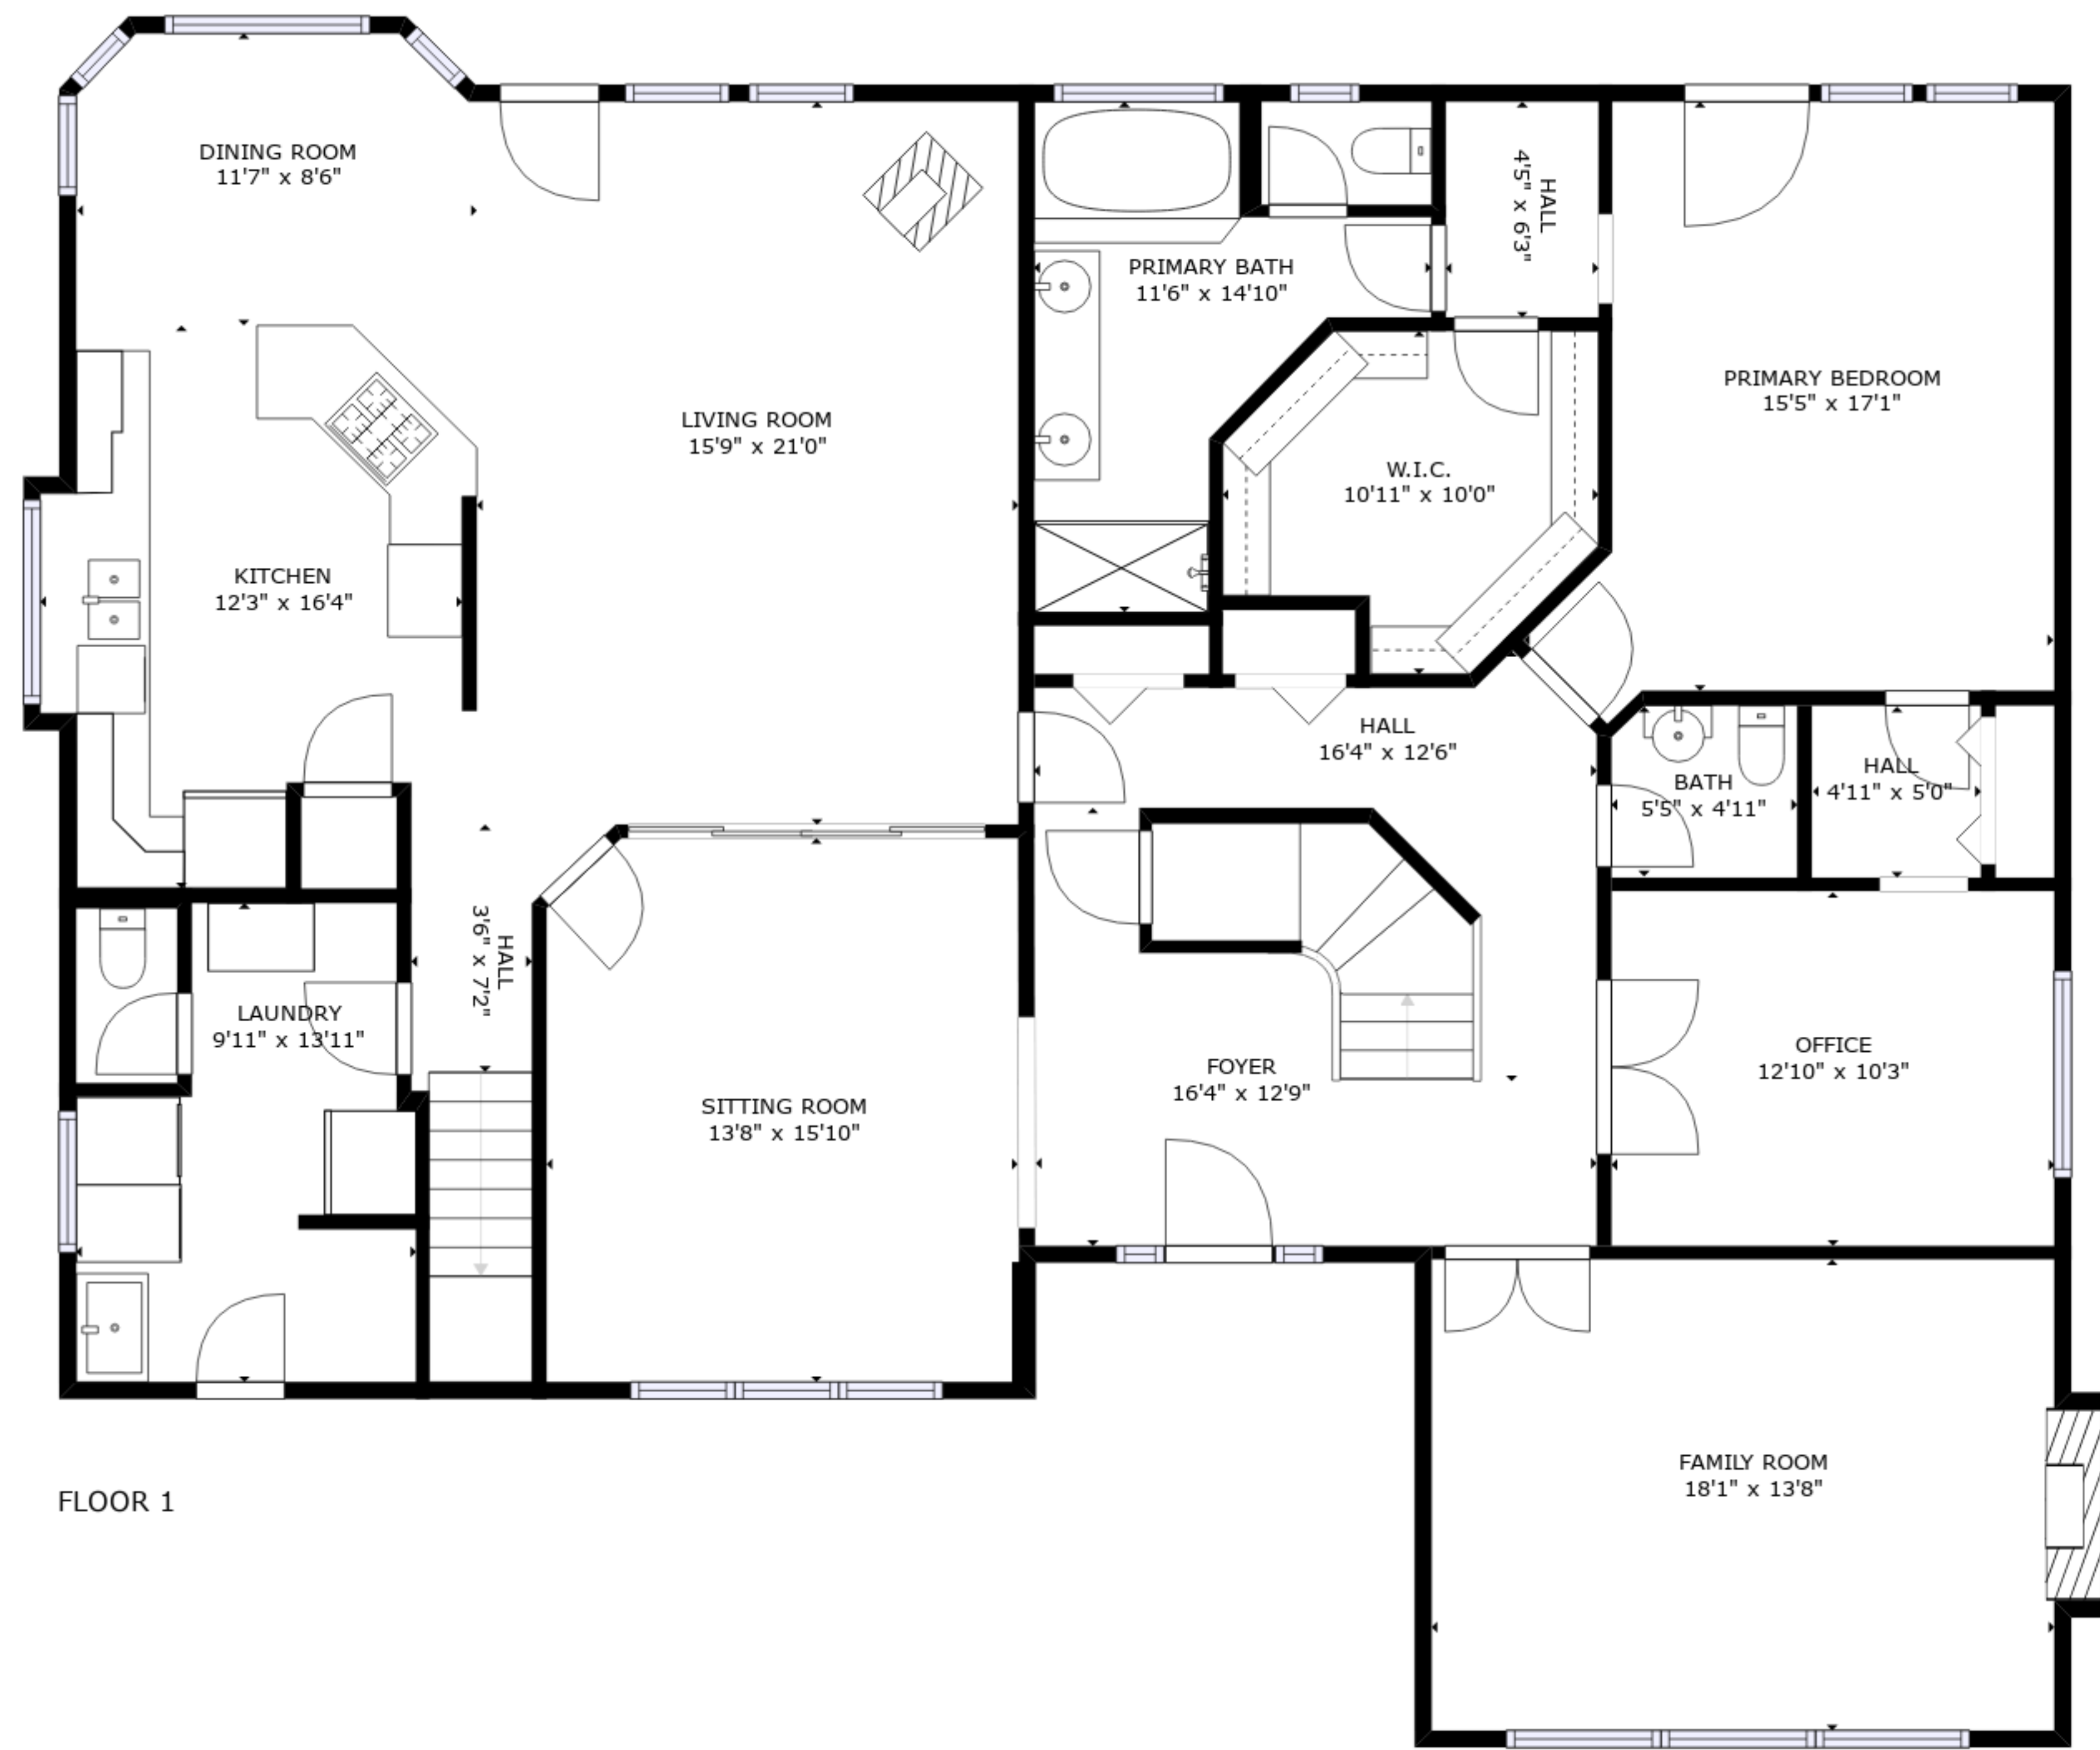 DINING ROOM
11'7" x 8'6"
HALL
4'5" x 6'3"
PRIMARY BATH
11'6" x 14'10"
PRIMARY BEDROOM
15'5" x 17'1"
LIVING ROOM
15'9" x 21'0"
W.I.C.
10'11" x 10'0"
KITCHEN
12'3" x 16'4"
HALL
16'4" x 12'6"
BATH
5'5" x 4'11"
HALL
4'11" x 5'0"
HALL
3'6" x 7'2"
LAUNDRY
9'11" x 13'11"
OFFICE
12'10" x 10'3"
FOYER
16'4" x 12'9"
SITTING ROOM
13'8" x 15'10"
FAMILY ROOM
18'1" x 13'8"
FLOOR 1